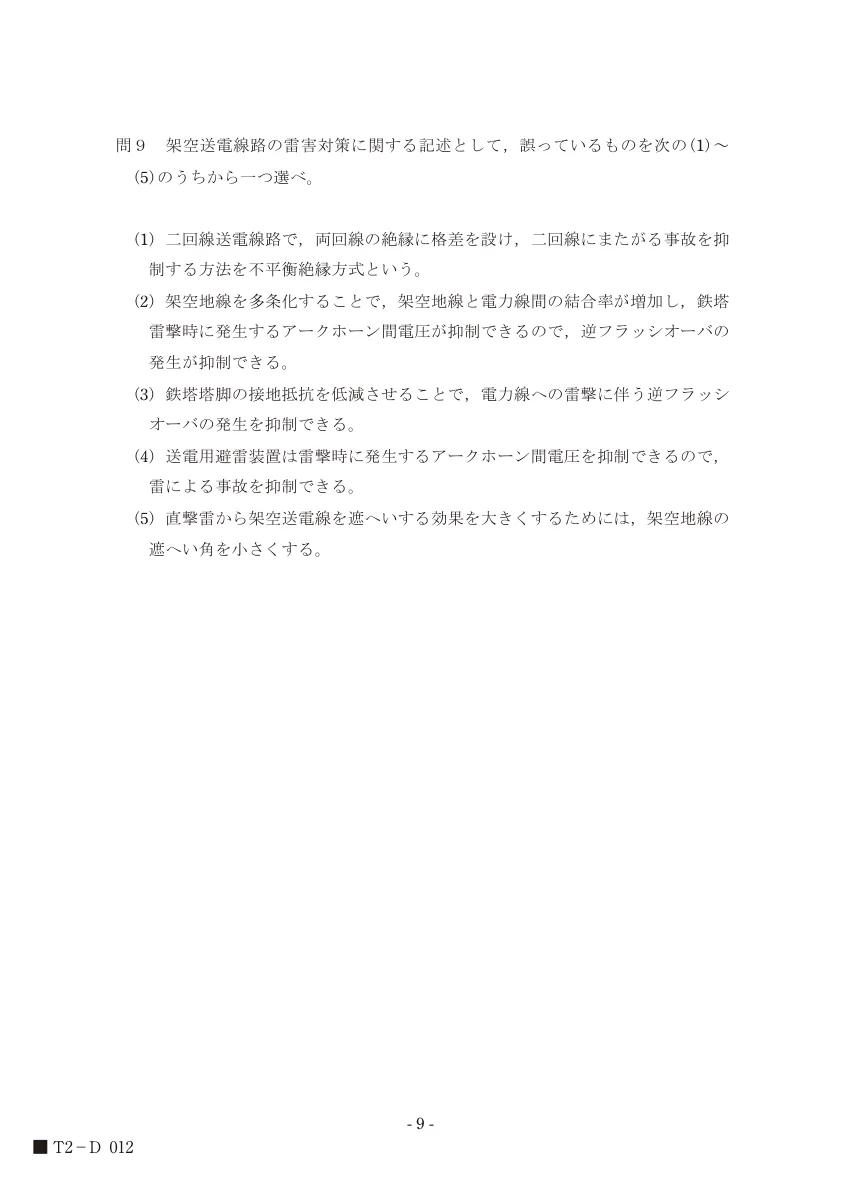 問９　架空送電線路の雷害対策に関する記述として，誤っているものを次の(1)～
(5)のうちから一つ選べ。
(1) 二回線送電線路で，両回線の絶縁に格差を設け，二回線にまたがる事故を抑
制する方法を不平衡絶縁方式という。
(2) 架空地線を多条化することで，架空地線と電力線間の結合率が増加し，鉄塔
雷撃時に発生するアークホーン間電圧が抑制できるので，逆フラッシオーバの
発生が抑制できる。
(3) 鉄塔塔脚の接地抵抗を低減させることで，電力線への雷撃に伴う逆フラッシ
オーバの発生を抑制できる。
(4) 送電用避雷装置は雷撃時に発生するアークホーン間電圧を抑制できるので，
雷による事故を抑制できる。
(5) 直撃雷から架空送電線を遮へいする効果を大きくするためには，架空地線の
遮へい角を小さくする。
- 9 -
■ T2－D 012